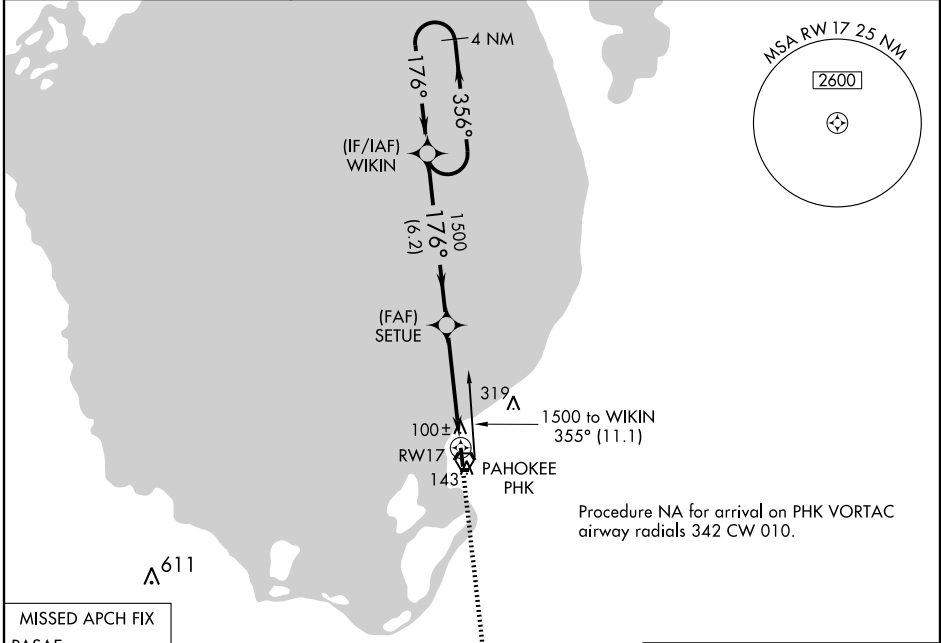 MSA RW 17 25 NM
2600
4 NM
176°
356°
(IF/IAF)
WIKIN
1500
176°
(6.2)
(FAF)
SETUE
319
1500 to WIKIN
355° (11.1)
100±
RW17
143
PAHOKEE
PHK
Procedure NA for arrival on PHK VORTAC
airway radials 342 CW 010.
611
MISSED APCH FIX